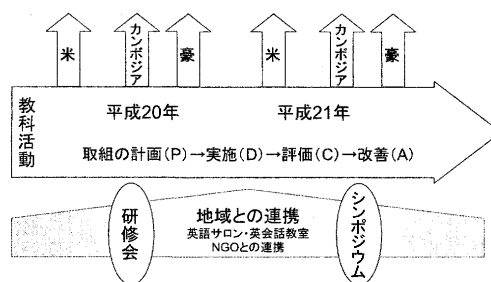 米
カンボジア
豪
米
カンボジア
豪
教科活動
平成20年
平成21年
取組の計画(P)→実施(D)→評価(C)→改善(A)
研修会
地域との連携
英語サロン・英会話教室
NGOとの連携
シンポジウム